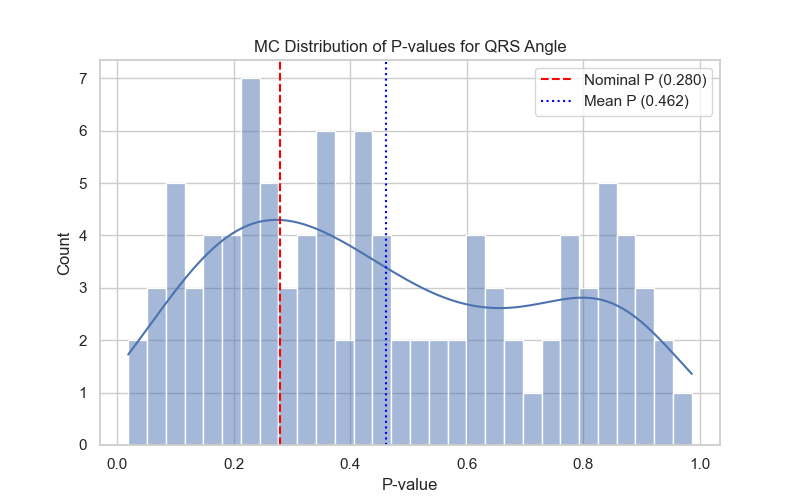 MC Distribution of P-values for QRS Angle
Nominal P (0.280)
Mean P (0.462)
7
6
5
4
3
2
1
0
Count
0.0 0.2 0.4 0.6 0.8 1.0
P-value